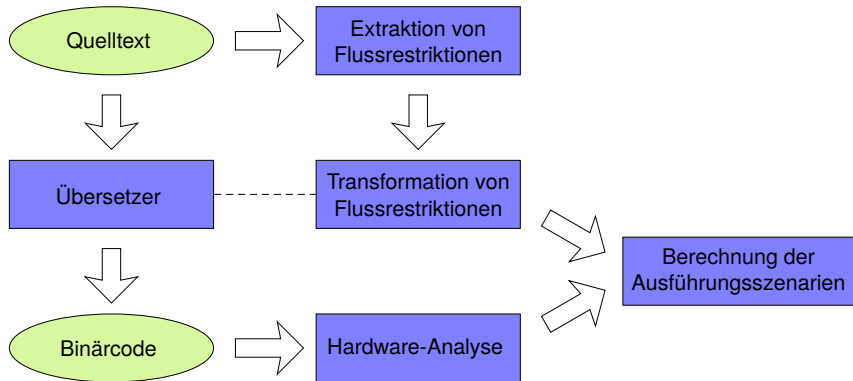 Quelltext
Extraktion von
Flussrestriktionen
Übersetzer
Transformation von
Flussrestriktionen
Berechnung der
Ausführungsszenarien
Binärcode
Hardware-Analyse